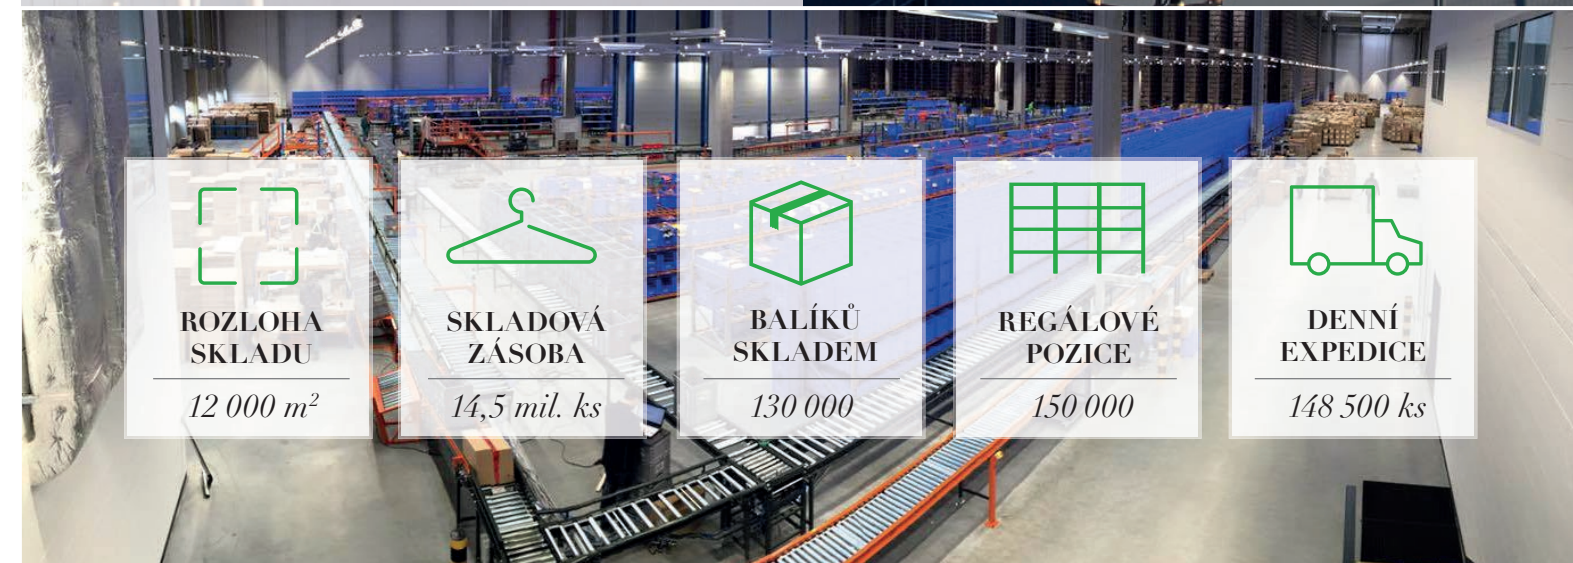 ROZLOHA
SKLADU
12 000 m²
SKLADOVÁ
ZÁSOBA
14,5 mil. ks
BALÍKŮ
SKLADEM
130 000
REGÁLOVÉ
POZICE
150 000
DENNÍ
EXPEDICE
148 500 ks